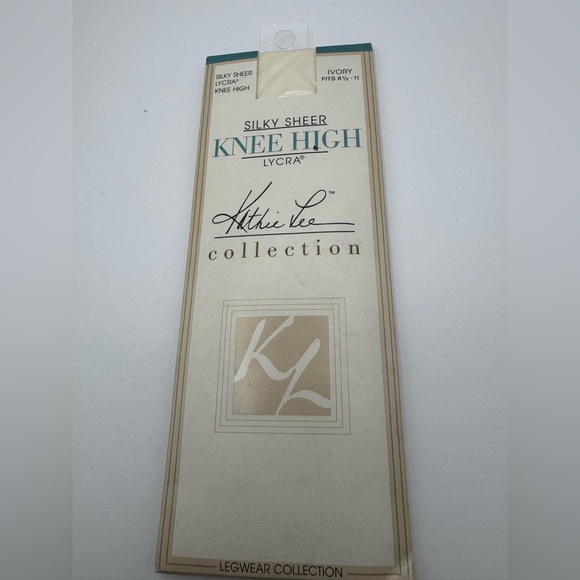 SILKY SHEER
LYCRA®
KNEE HIGH
IVORY
FITS 8½-11
SILKY SHEER
KNEE HIGH
LYCRA®
Kathie Lee™
collection
KL
LEGWEAR COLLECTION